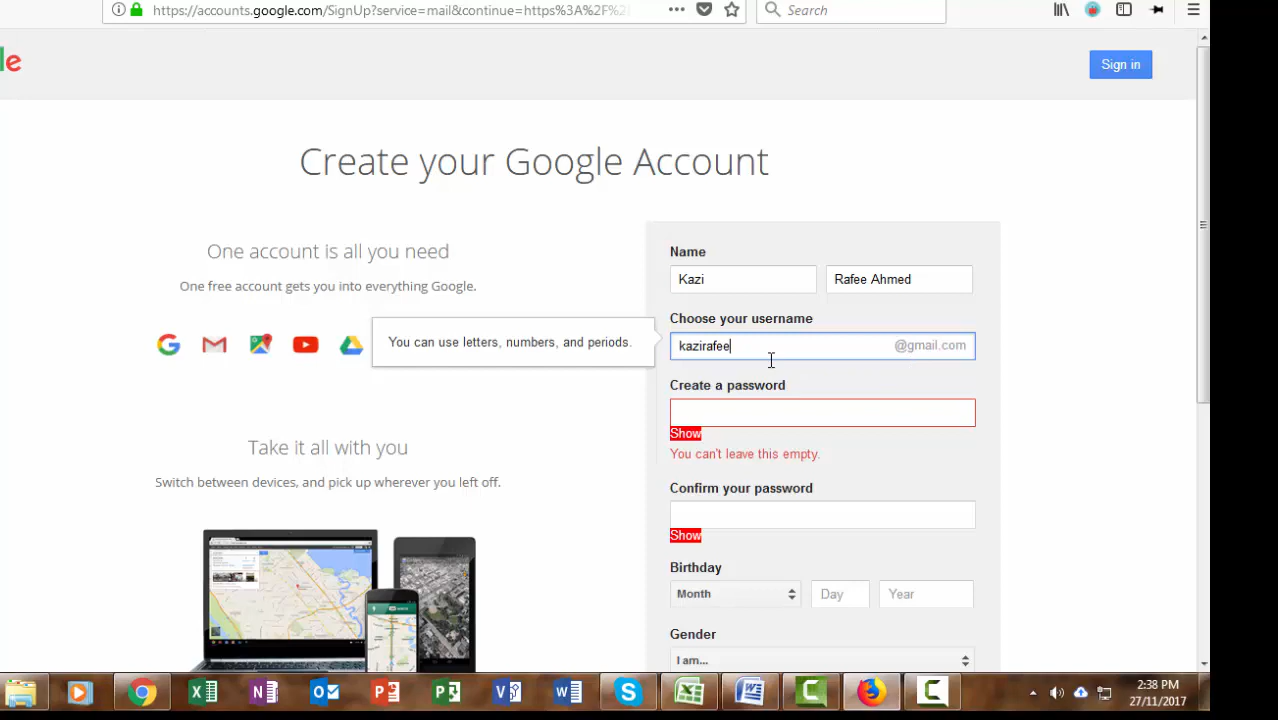 https://accounts.google.com/SignUp?service=mail&continue=https%3A%2F%2
Search
le
Sign in
Create your Google Account
One account is all you need
One free account gets you into everything Google.
Take it all with you
Switch between devices, and pick up wherever you left off.
Name
Kazi
Rafee Ahmed
Choose your username
You can use letters, numbers, and periods.
kazirafee
@gmail.com
Create a password
Show
You can't leave this empty.
Confirm your password
Show
Birthday
Month
Day
Year
Gender
I am...
2:38 PM
27/11/2017